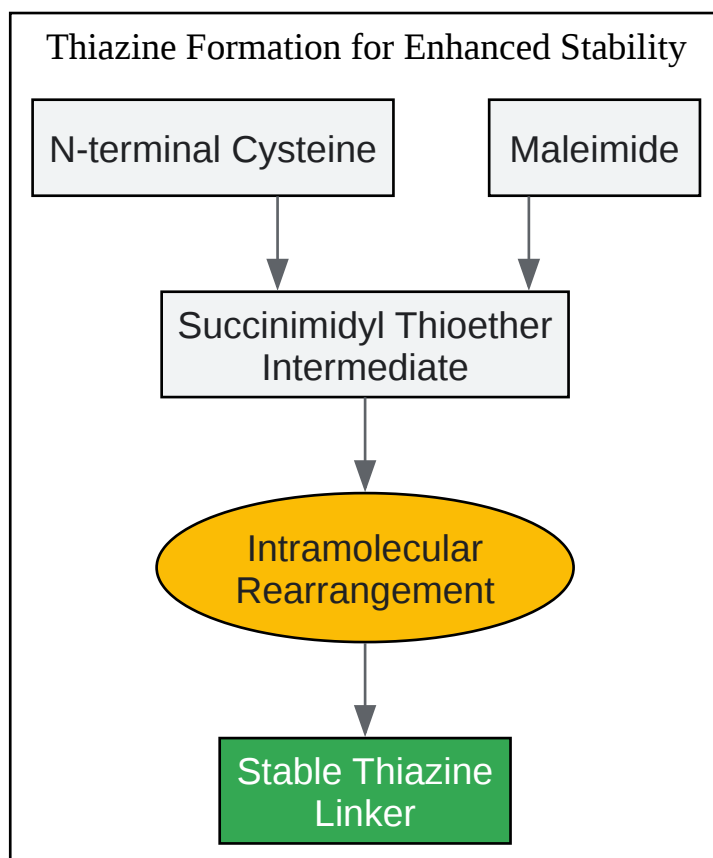 Thiazine Formation for Enhanced Stability
N-terminal Cysteine
Maleimide
Succinimidyl Thioether
Intermediate
Intramolecular
Rearrangement
Stable Thiazine
Linker